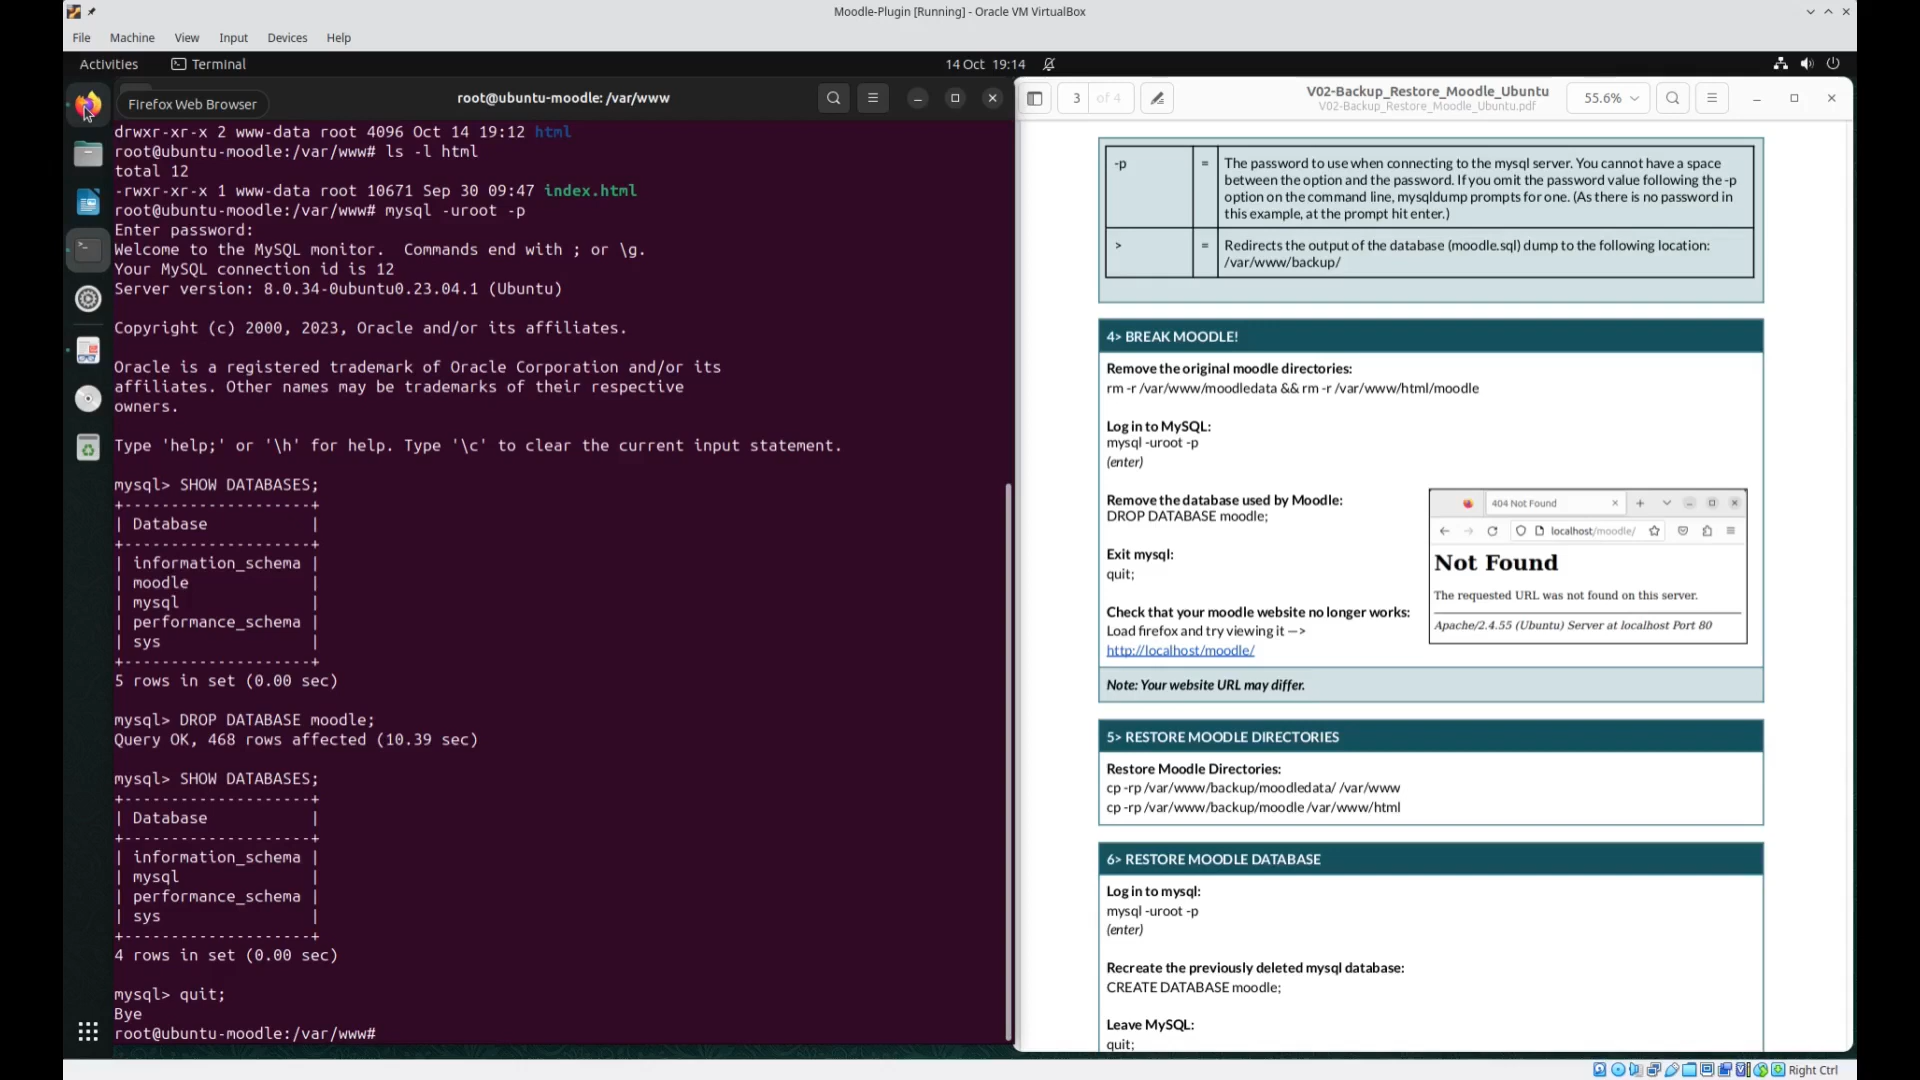 Moodle-Plugin [Running] - Oracle VM VirtualBox
File Machine View Input Devices Help
Activities Terminal 14 Oct 19:14
Firefox Web Browser
root@ubuntu-moodle: /var/www
drwxr-xr-x 2 www-data root 4096 Oct 14 19:12 html
root@ubuntu-moodle:/var/www# ls -l html
total 12
-rwxr-xr-x 1 www-data root 10671 Sep 30 09:47 index.html
root@ubuntu-moodle:/var/www# mysql -uroot -p
Enter password:
Welcome to the MySQL monitor.  Commands end with ; or \g.
Your MySQL connection id is 12
Server version: 8.0.34-0ubuntu0.23.04.1 (Ubuntu)
Copyright (c) 2000, 2023, Oracle and/or its affiliates.
Oracle is a registered trademark of Oracle Corporation and/or its
affiliates. Other names may be trademarks of their respective
owners.
Type 'help;' or '\h' for help. Type '\c' to clear the current input statement.
mysql> SHOW DATABASES;
+--------------------+
| Database           |
+--------------------+
| information_schema |
| moodle             |
| mysql              |
| performance_schema |
| sys                |
+--------------------+
5 rows in set (0.00 sec)
mysql> DROP DATABASE moodle;
Query OK, 468 rows affected (10.39 sec)
mysql> SHOW DATABASES;
+--------------------+
| Database           |
+--------------------+
| information_schema |
| mysql              |
| performance_schema |
| sys                |
+--------------------+
4 rows in set (0.00 sec)
mysql> quit;
Bye
root@ubuntu-moodle:/var/www#
3 of 4
V02-Backup_Restore_Moodle_Ubuntu
V02-Backup_Restore_Moodle_Ubuntu.pdf
55.6%
-p = The password to use when connecting to the mysql server. You cannot have a space
between the option and the password. If you omit the password value following the -p
option on the command line, mysqldump prompts for one. (As there is no password in
this example, at the prompt hit enter.)
> = Redirects the output of the database (moodle.sql) dump to the following location:
/var/www/backup/
4> BREAK MOODLE!
Remove the original moodle directories:
rm -r /var/www/moodledata && rm -r /var/www/html/moodle
Log in to MySQL:
mysql -uroot -p
(enter)
Remove the database used by Moodle:
DROP DATABASE moodle;
Exit mysql:
quit;
Check that your moodle website no longer works:
Load firefox and try viewing it —>
http://localhost/moodle/
404 Not Found
localhost/moodle/
Not Found
The requested URL was not found on this server.
Apache/2.4.55 (Ubuntu) Server at localhost Port 80
Note: Your website URL may differ.
5> RESTORE MOODLE DIRECTORIES
Restore Moodle Directories:
cp -rp /var/www/backup/moodledata/ /var/www
cp -rp /var/www/backup/moodle /var/www/html
6> RESTORE MOODLE DATABASE
Log in to mysql:
mysql -uroot -p
(enter)
Recreate the previously deleted mysql database:
CREATE DATABASE moodle;
Leave MySQL:
quit;
Right Ctrl